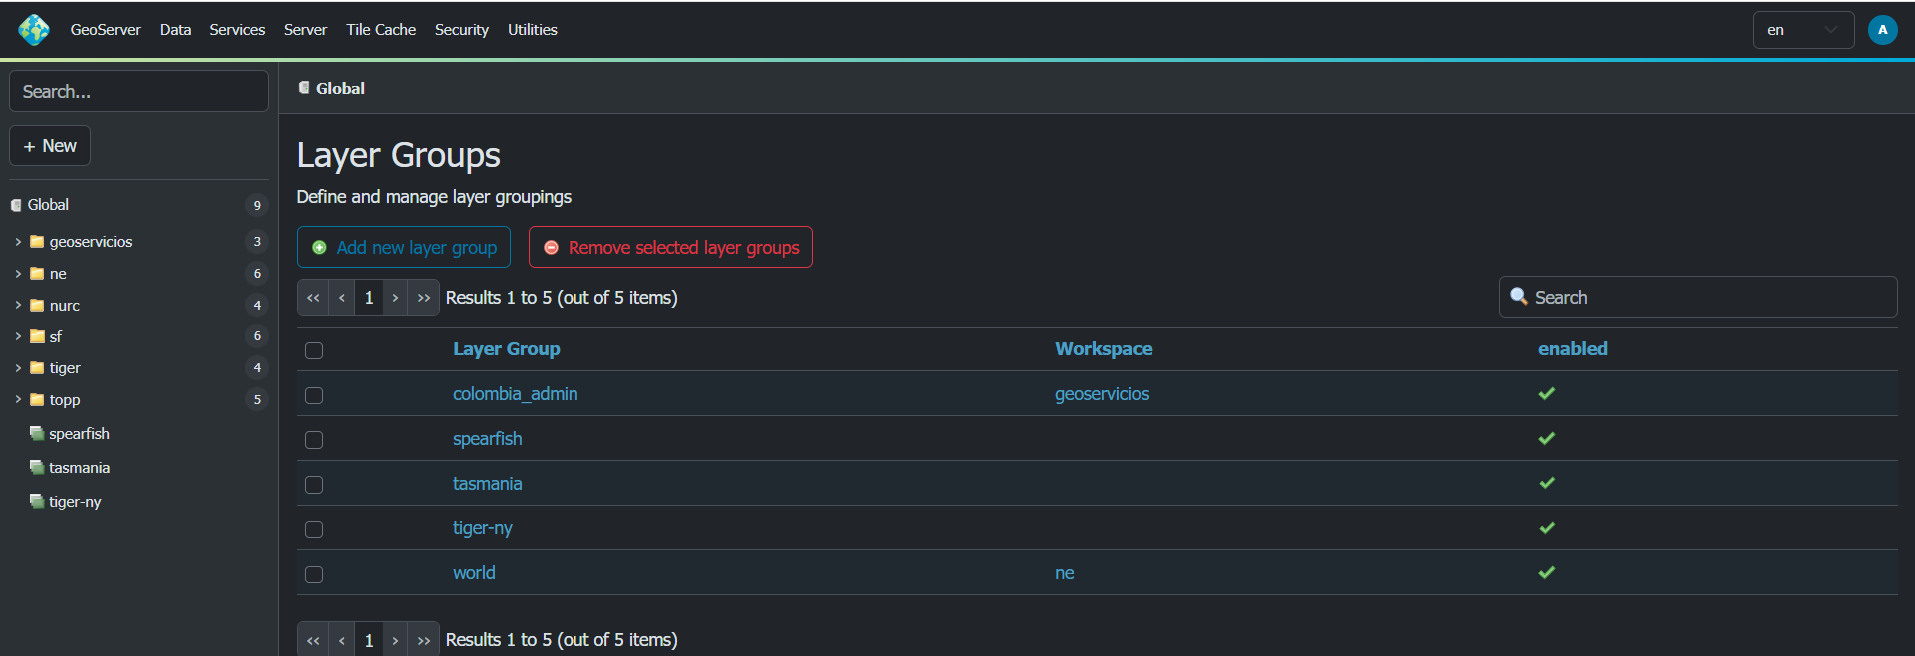 GeoServer Data Services Server Tile Cache Security Utilities en A
Search...
+ New
Global 9
geoservicios 3
ne 6
nurc 4
sf 6
tiger 4
topp 5
spearfish
tasmania
tiger-ny
Global
Layer Groups
Define and manage layer groupings
Add new layer group Remove selected layer groups
<< < 1 > >> Results 1 to 5 (out of 5 items) Search
Layer Group Workspace enabled
colombia_admin geoservicios
spearfish
tasmania
tiger-ny
world ne
<< < 1 > >> Results 1 to 5 (out of 5 items)